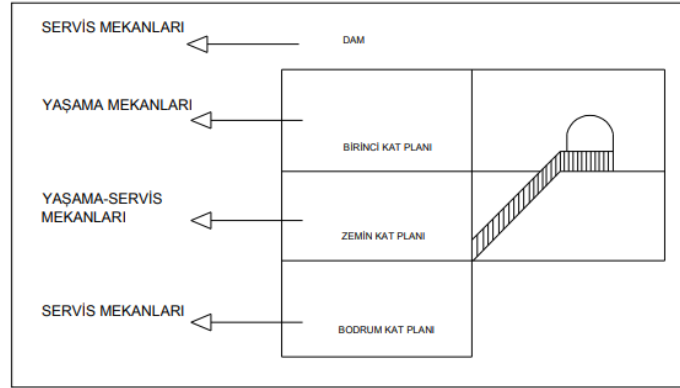 SERVİS MEKANLARI
DAM
YAŞAMA MEKANLARI
BİRİNCİ KAT PLANI
YAŞAMA-SERVİS
MEKANLARI
ZEMİN KAT PLANI
SERVİS MEKANLARI
BODRUM KAT PLANI